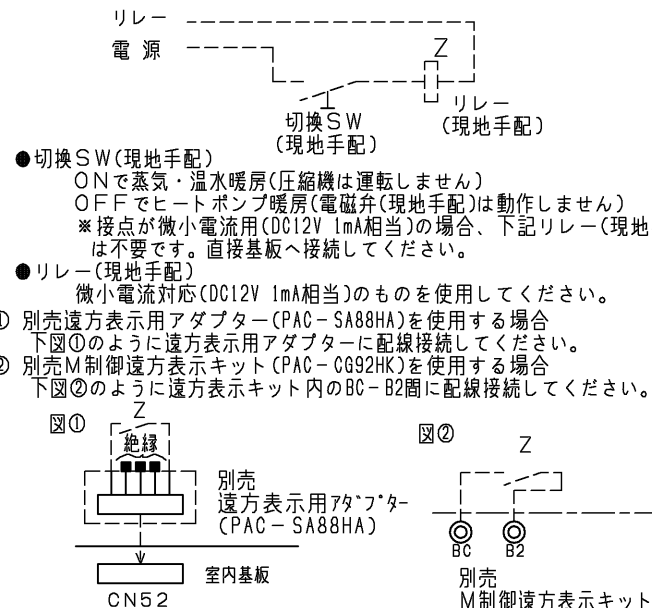 リレー
電 源
Z
切換ＳＷ
(現地手配)
リレー
(現地手配)
●切換ＳＷ(現地手配)
ＯＮで蒸気・温水暖房(圧縮機は運転しません)
ＯＦＦでヒートポンプ暖房(電磁弁(現地手配)は動作しません)
※接点が微小電流用(DC12V 1mA相当)の場合、下記リレー(現地
は不要です。直接基板へ接続してください。
●リレー(現地手配)
微小電流対応(DC12V 1mA相当)のものを使用してください。
① 別売遠方表示用アダプター(PAC－SA88HA)を使用する場合
下図①のように遠方表示用アダプターに配線接続してください。
② 別売Ｍ制御遠方表示キット(PAC－CG92HK)を使用する場合
下図②のように遠方表示キット内のBC－B2間に配線接続してください。
図①
Z
絶縁
別売
遠方表示用ｱﾀﾞﾌﾟﾀｰ
(PAC－SA88HA)
室内基板
CN52
図②
Z
BC
B2
別売
Ｍ制御遠方表示キット